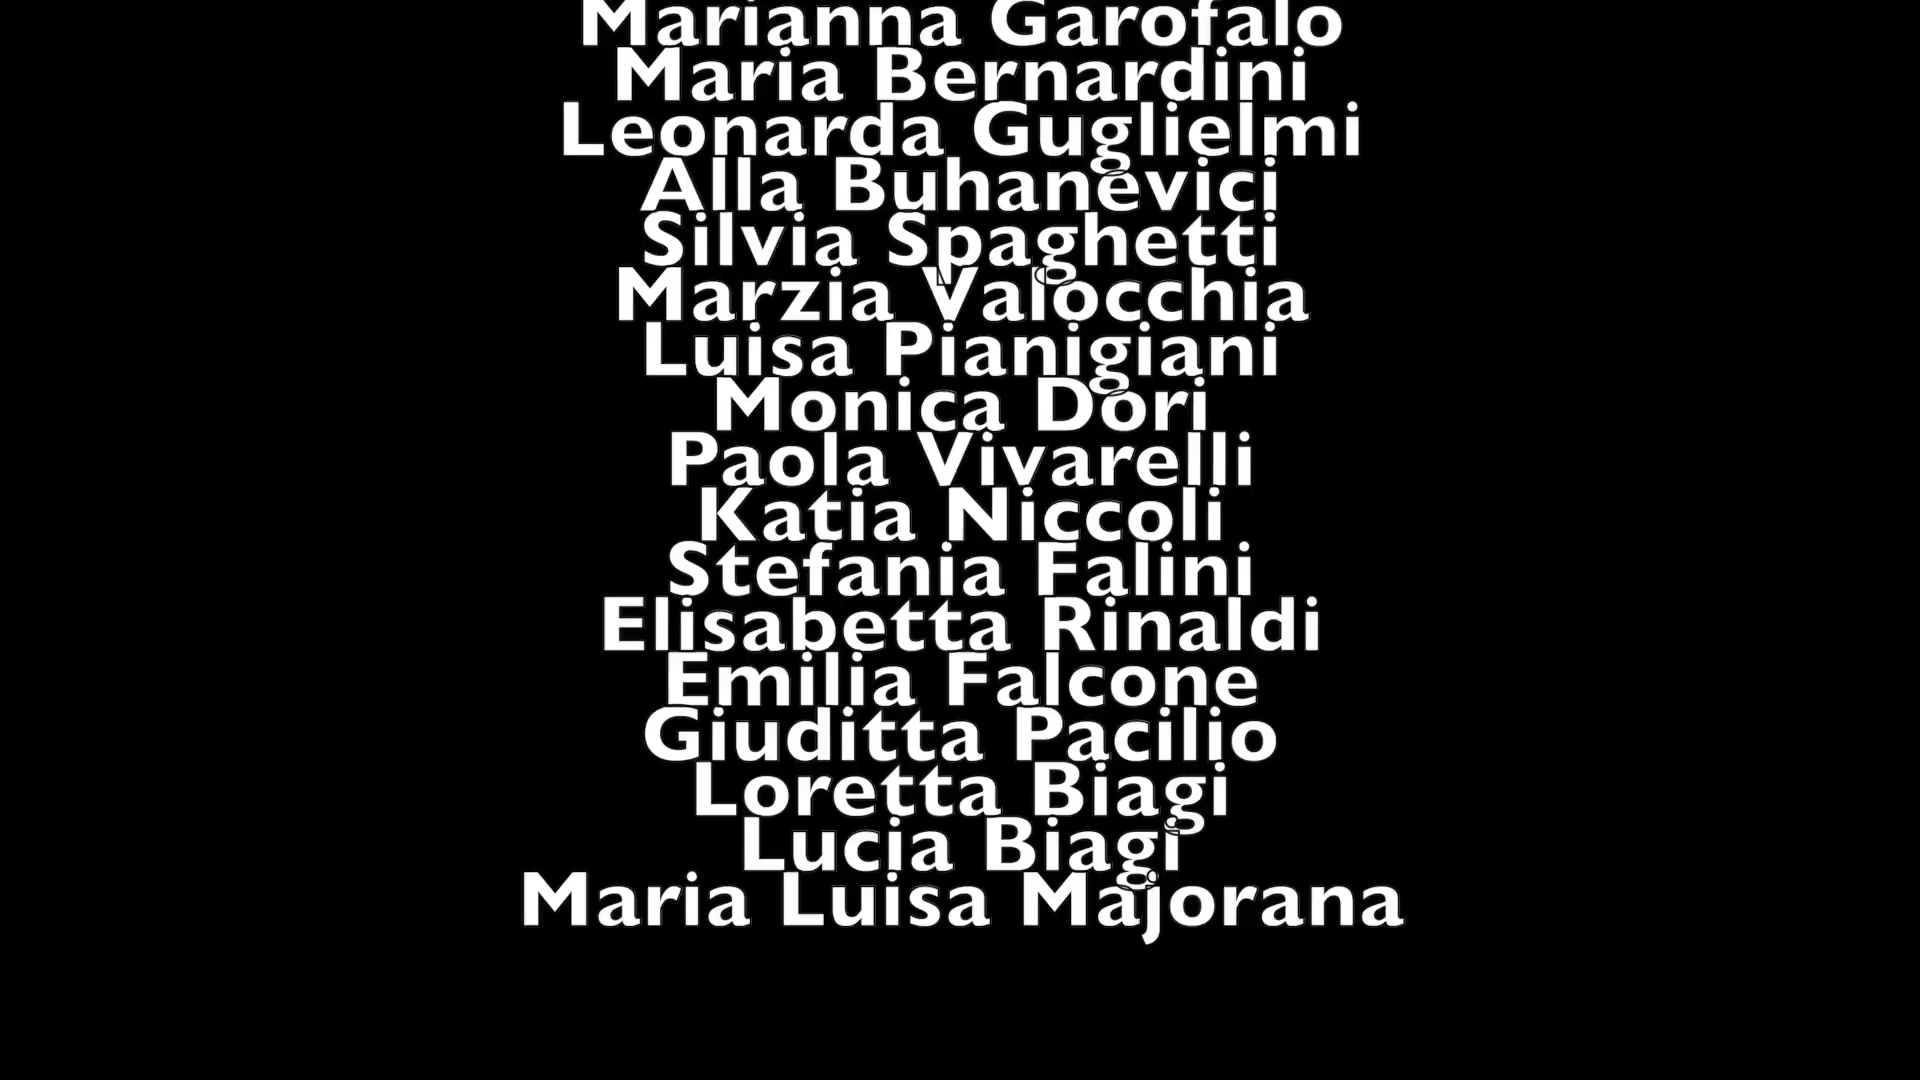 Marianna Garofalo
Maria Bernardini
Leonarda Guglielmi
Alla Buhanevici
Silvia Spaghetti
Marzia Valocchia
Luisa Pianigiani
Monica Dori
Paola Vivarelli
Katia Niccoli
Stefania Falini
Elisabetta Rinaldi
Emilia Falcone
Giuditta Pacilio
Loretta Biagi
Lucia Biagi
Maria Luisa Majorana